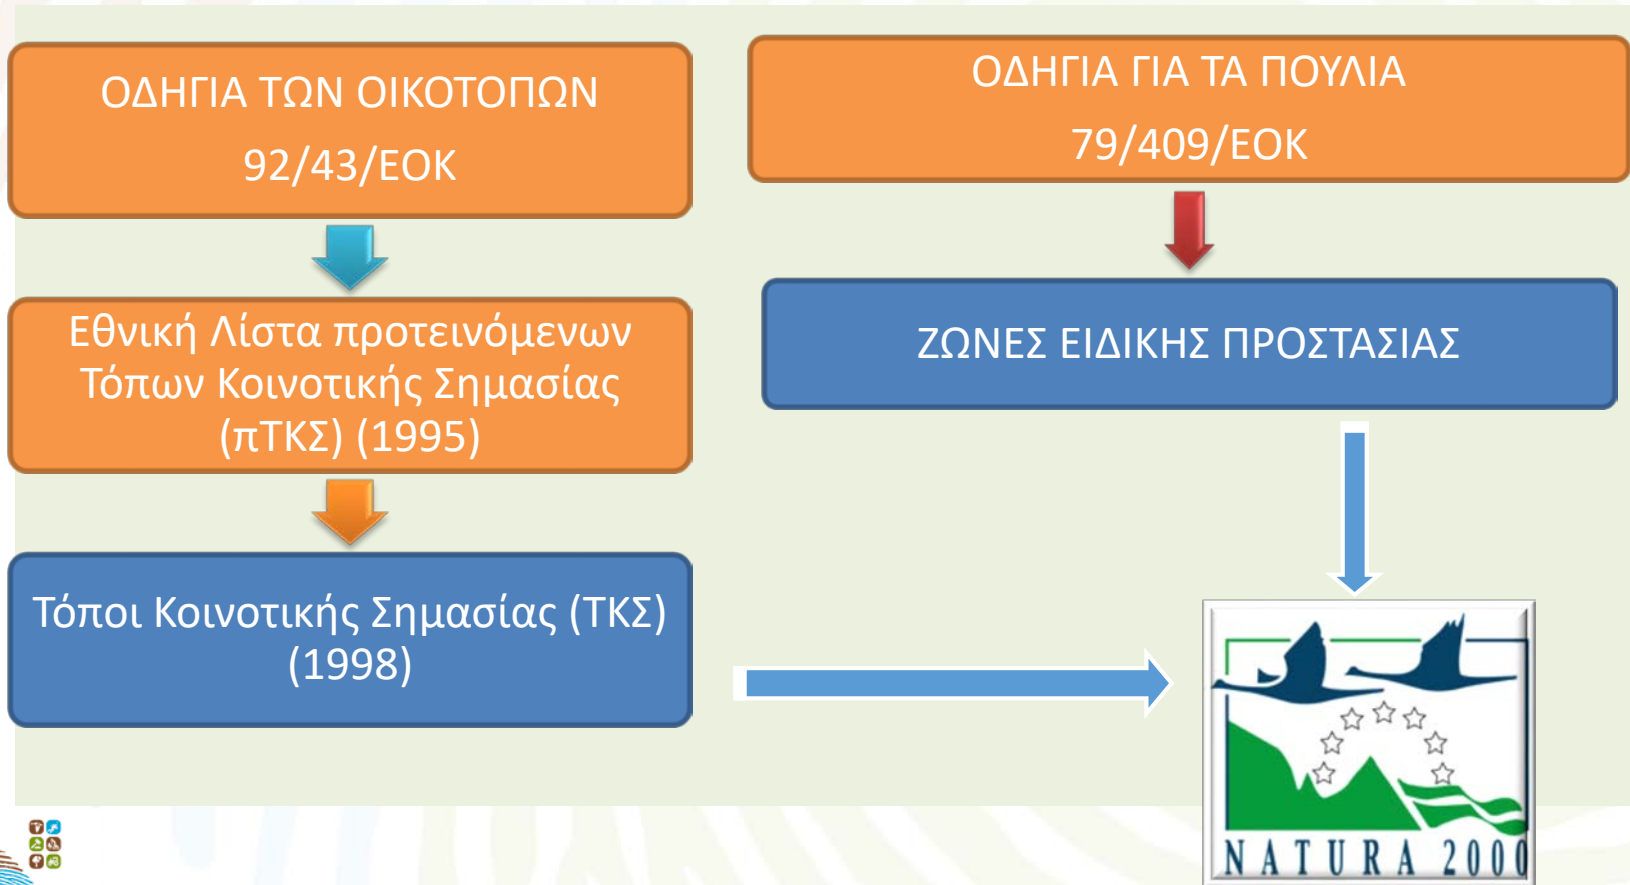 ΟΔΗΓΙΑ ΤΩΝ ΟΙΚΟΤΟΠΩΝ
92/43/ΕΟΚ
Εθνική Λίστα προτεινόμενων
Τόπων Κοινοτικής Σημασίας
(πΤΚΣ) (1995)
Τόποι Κοινοτικής Σημασίας (ΤΚΣ)
(1998)
ΟΔΗΓΙΑ ΓΙΑ ΤΑ ΠΟΥΛΙΑ
79/409/ΕΟΚ
ΖΩΝΕΣ ΕΙΔΙΚΗΣ ΠΡΟΣΤΑΣΙΑΣ
NATURA 2000